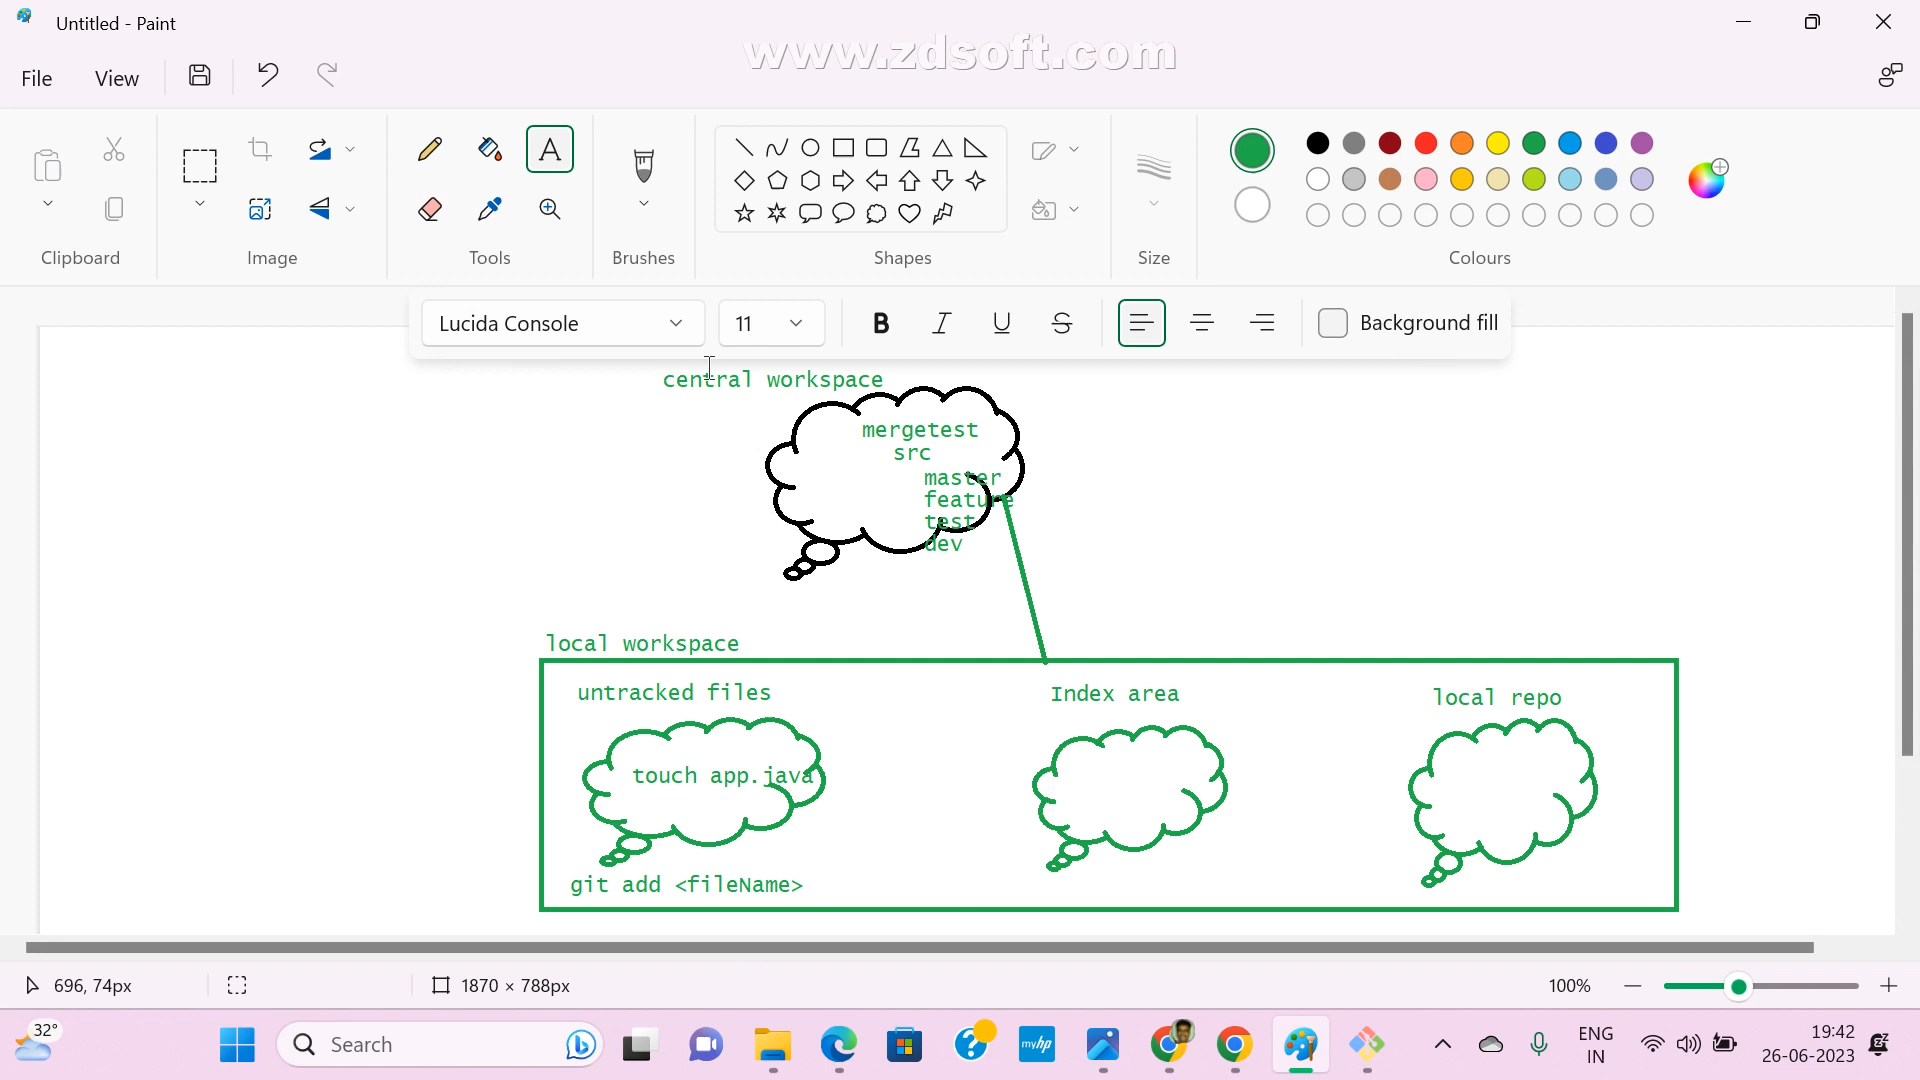 Untitled - Paint
www.zdsoft.com
File View
Clipboard
Image
Tools
Brushes
Shapes
Size
Colours
Lucida Console 11 B I U S Background fill
central workspace
mergetest
src
master
feature
test
dev
local workspace
untracked files Index area local repo
touch app.java
git add <fileName>
696, 74px 1870 × 788px 100%
32° Search myhp ENG IN 19:42
26-06-2023